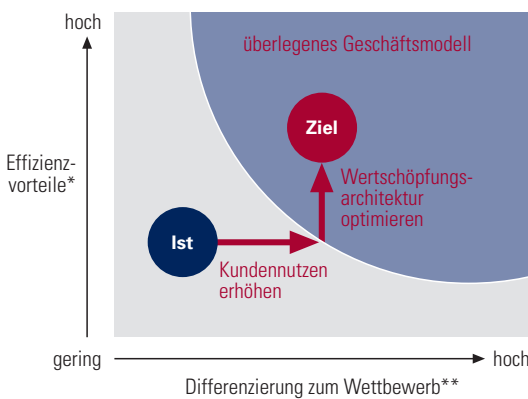 hoch
überlegenes Geschäftsmodell
Ziel
Effizienz-
vorteile*
Wertschöpfungs-
architektur
optimieren
Ist
Kundennutzen
erhöhen
gering
hoch
Differenzierung zum Wettbewerb**